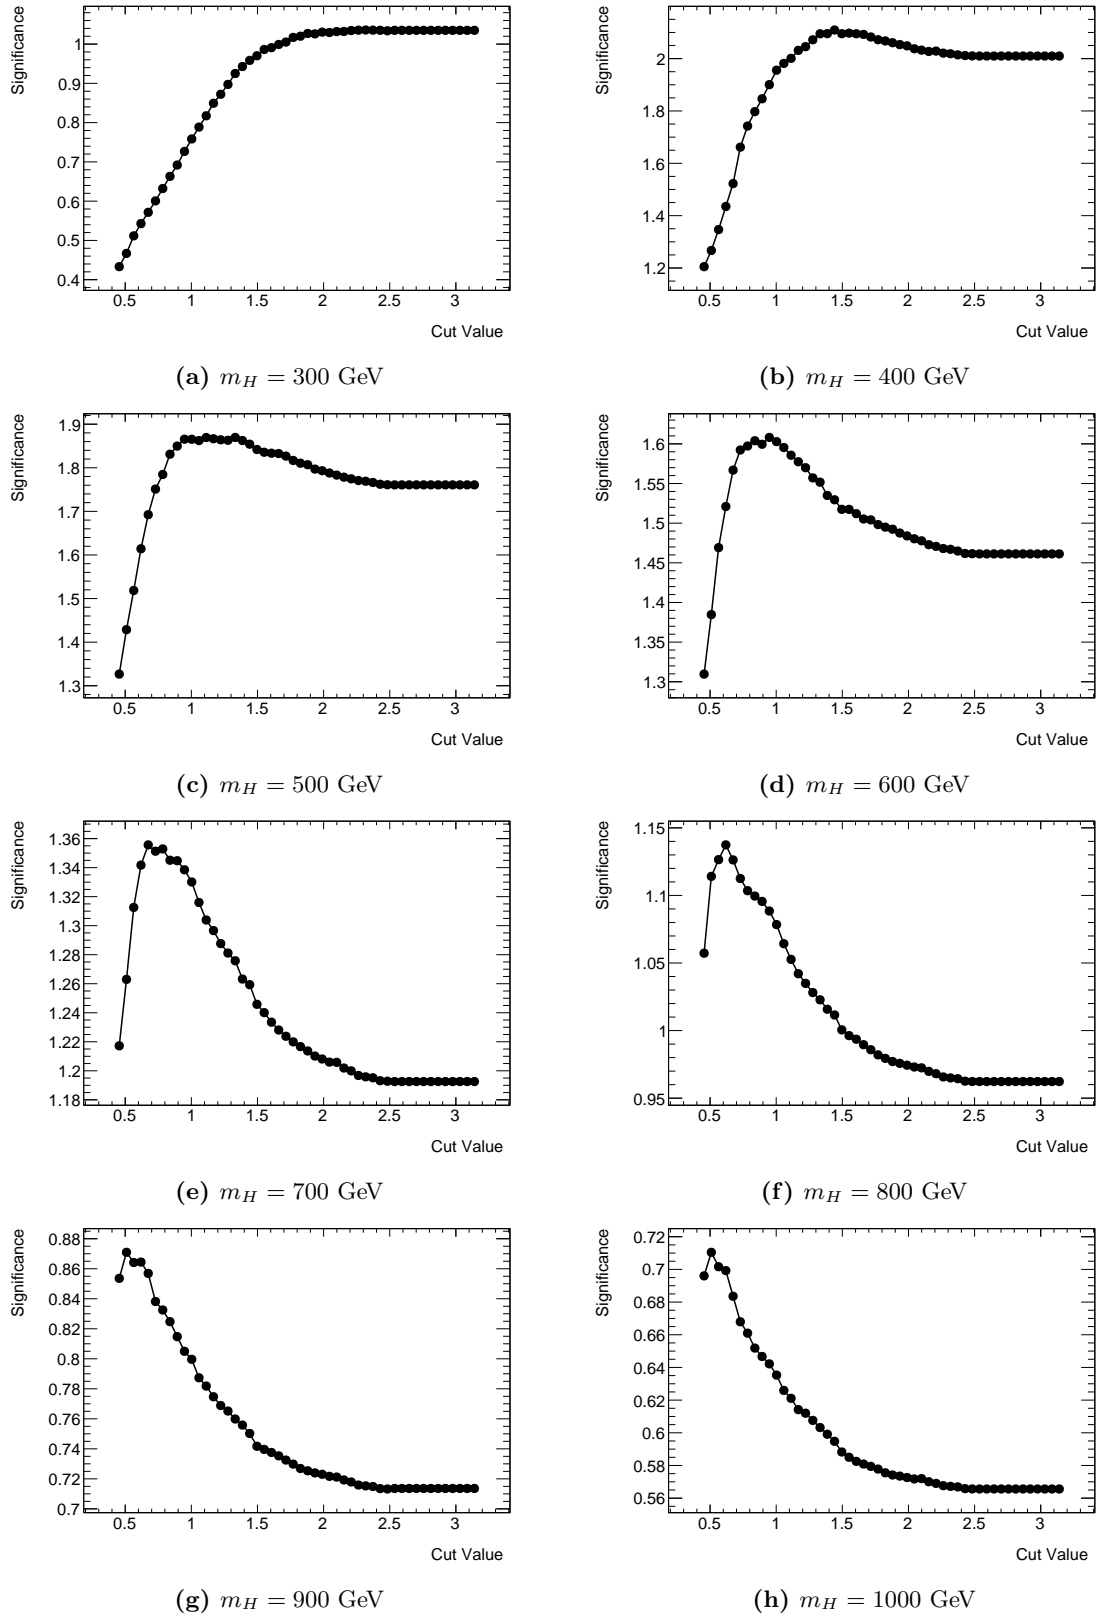 Significance
1
0.9
0.8
0.7
0.6
0.5
0.4
0.5 1 1.5 2 2.5 3
Cut Value
(a) m_H = 300 GeV
Significance
2
1.8
1.6
1.4
1.2
0.5 1 1.5 2 2.5 3
Cut Value
(b) m_H = 400 GeV
Significance
1.9
1.8
1.7
1.6
1.5
1.4
1.3
0.5 1 1.5 2 2.5 3
Cut Value
(c) m_H = 500 GeV
Significance
1.6
1.55
1.5
1.45
1.4
1.35
1.3
0.5 1 1.5 2 2.5 3
Cut Value
(d) m_H = 600 GeV
Significance
1.36
1.34
1.32
1.3
1.28
1.26
1.24
1.22
1.2
1.18
0.5 1 1.5 2 2.5 3
Cut Value
(e) m_H = 700 GeV
Significance
1.15
1.1
1.05
1
0.95
0.5 1 1.5 2 2.5 3
Cut Value
(f) m_H = 800 GeV
Significance
0.88
0.86
0.84
0.82
0.8
0.78
0.76
0.74
0.72
0.7
0.5 1 1.5 2 2.5 3
Cut Value
(g) m_H = 900 GeV
Significance
0.72
0.7
0.68
0.66
0.64
0.62
0.6
0.58
0.56
0.5 1 1.5 2 2.5 3
Cut Value
(h) m_H = 1000 GeV